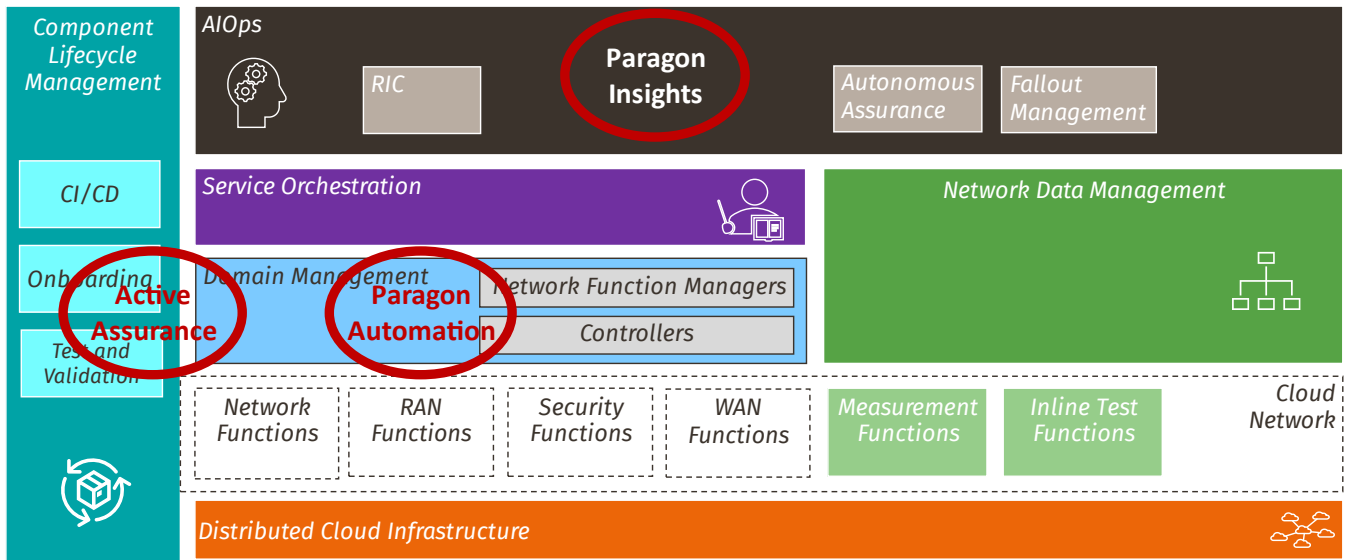 Component
Lifecycle
Management
CI/CD
Onboarding
Active
Assurance
Test and
Validation
AIOps
RIC
Paragon
Insights
Autonomous
Assurance
Fallout
Management
Service Orchestration
Network Data Management
Domain Management
Paragon
Automation
Network Function Managers
Controllers
Network
Functions
RAN
Functions
Security
Functions
WAN
Functions
Measurement
Functions
Inline Test
Functions
Cloud
Network
Distributed Cloud Infrastructure